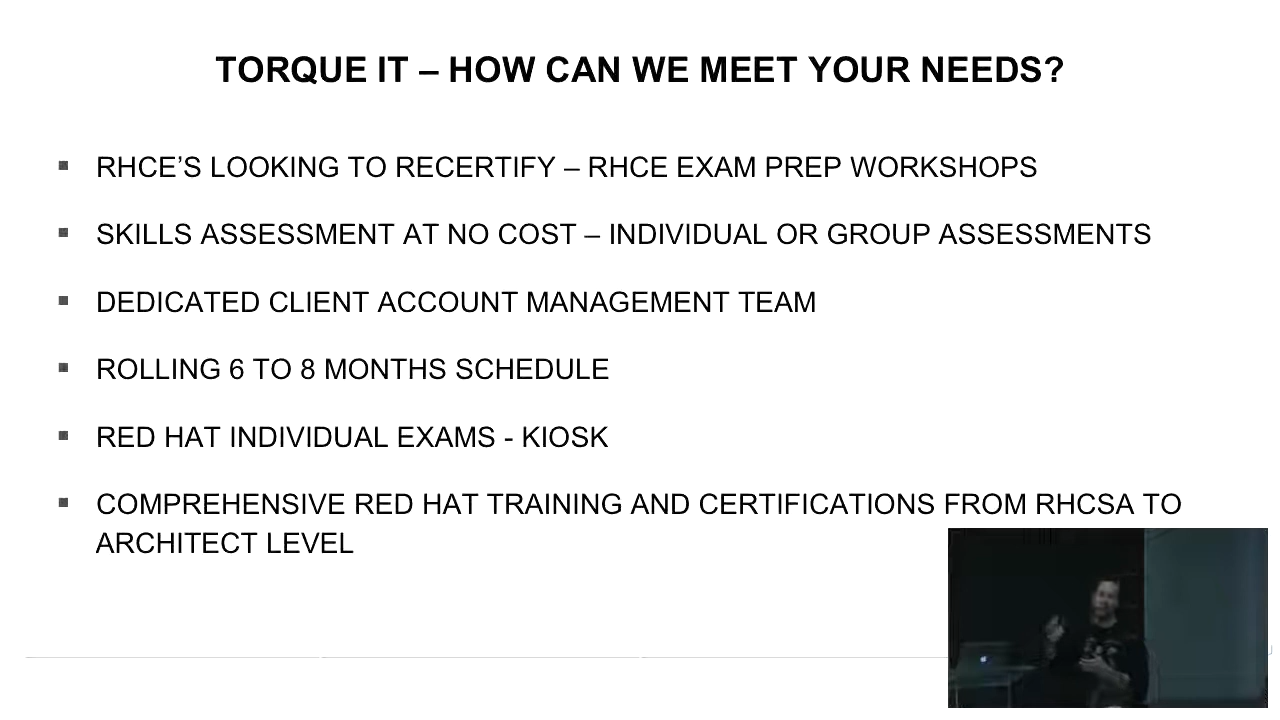 TORQUE IT – HOW CAN WE MEET YOUR NEEDS?
RHCE’S LOOKING TO RECERTIFY – RHCE EXAM PREP WORKSHOPS
SKILLS ASSESSMENT AT NO COST – INDIVIDUAL OR GROUP ASSESSMENTS
DEDICATED CLIENT ACCOUNT MANAGEMENT TEAM
ROLLING 6 TO 8 MONTHS SCHEDULE
RED HAT INDIVIDUAL EXAMS - KIOSK
COMPREHENSIVE RED HAT TRAINING AND CERTIFICATIONS FROM RHCSA TO
ARCHITECT LEVEL